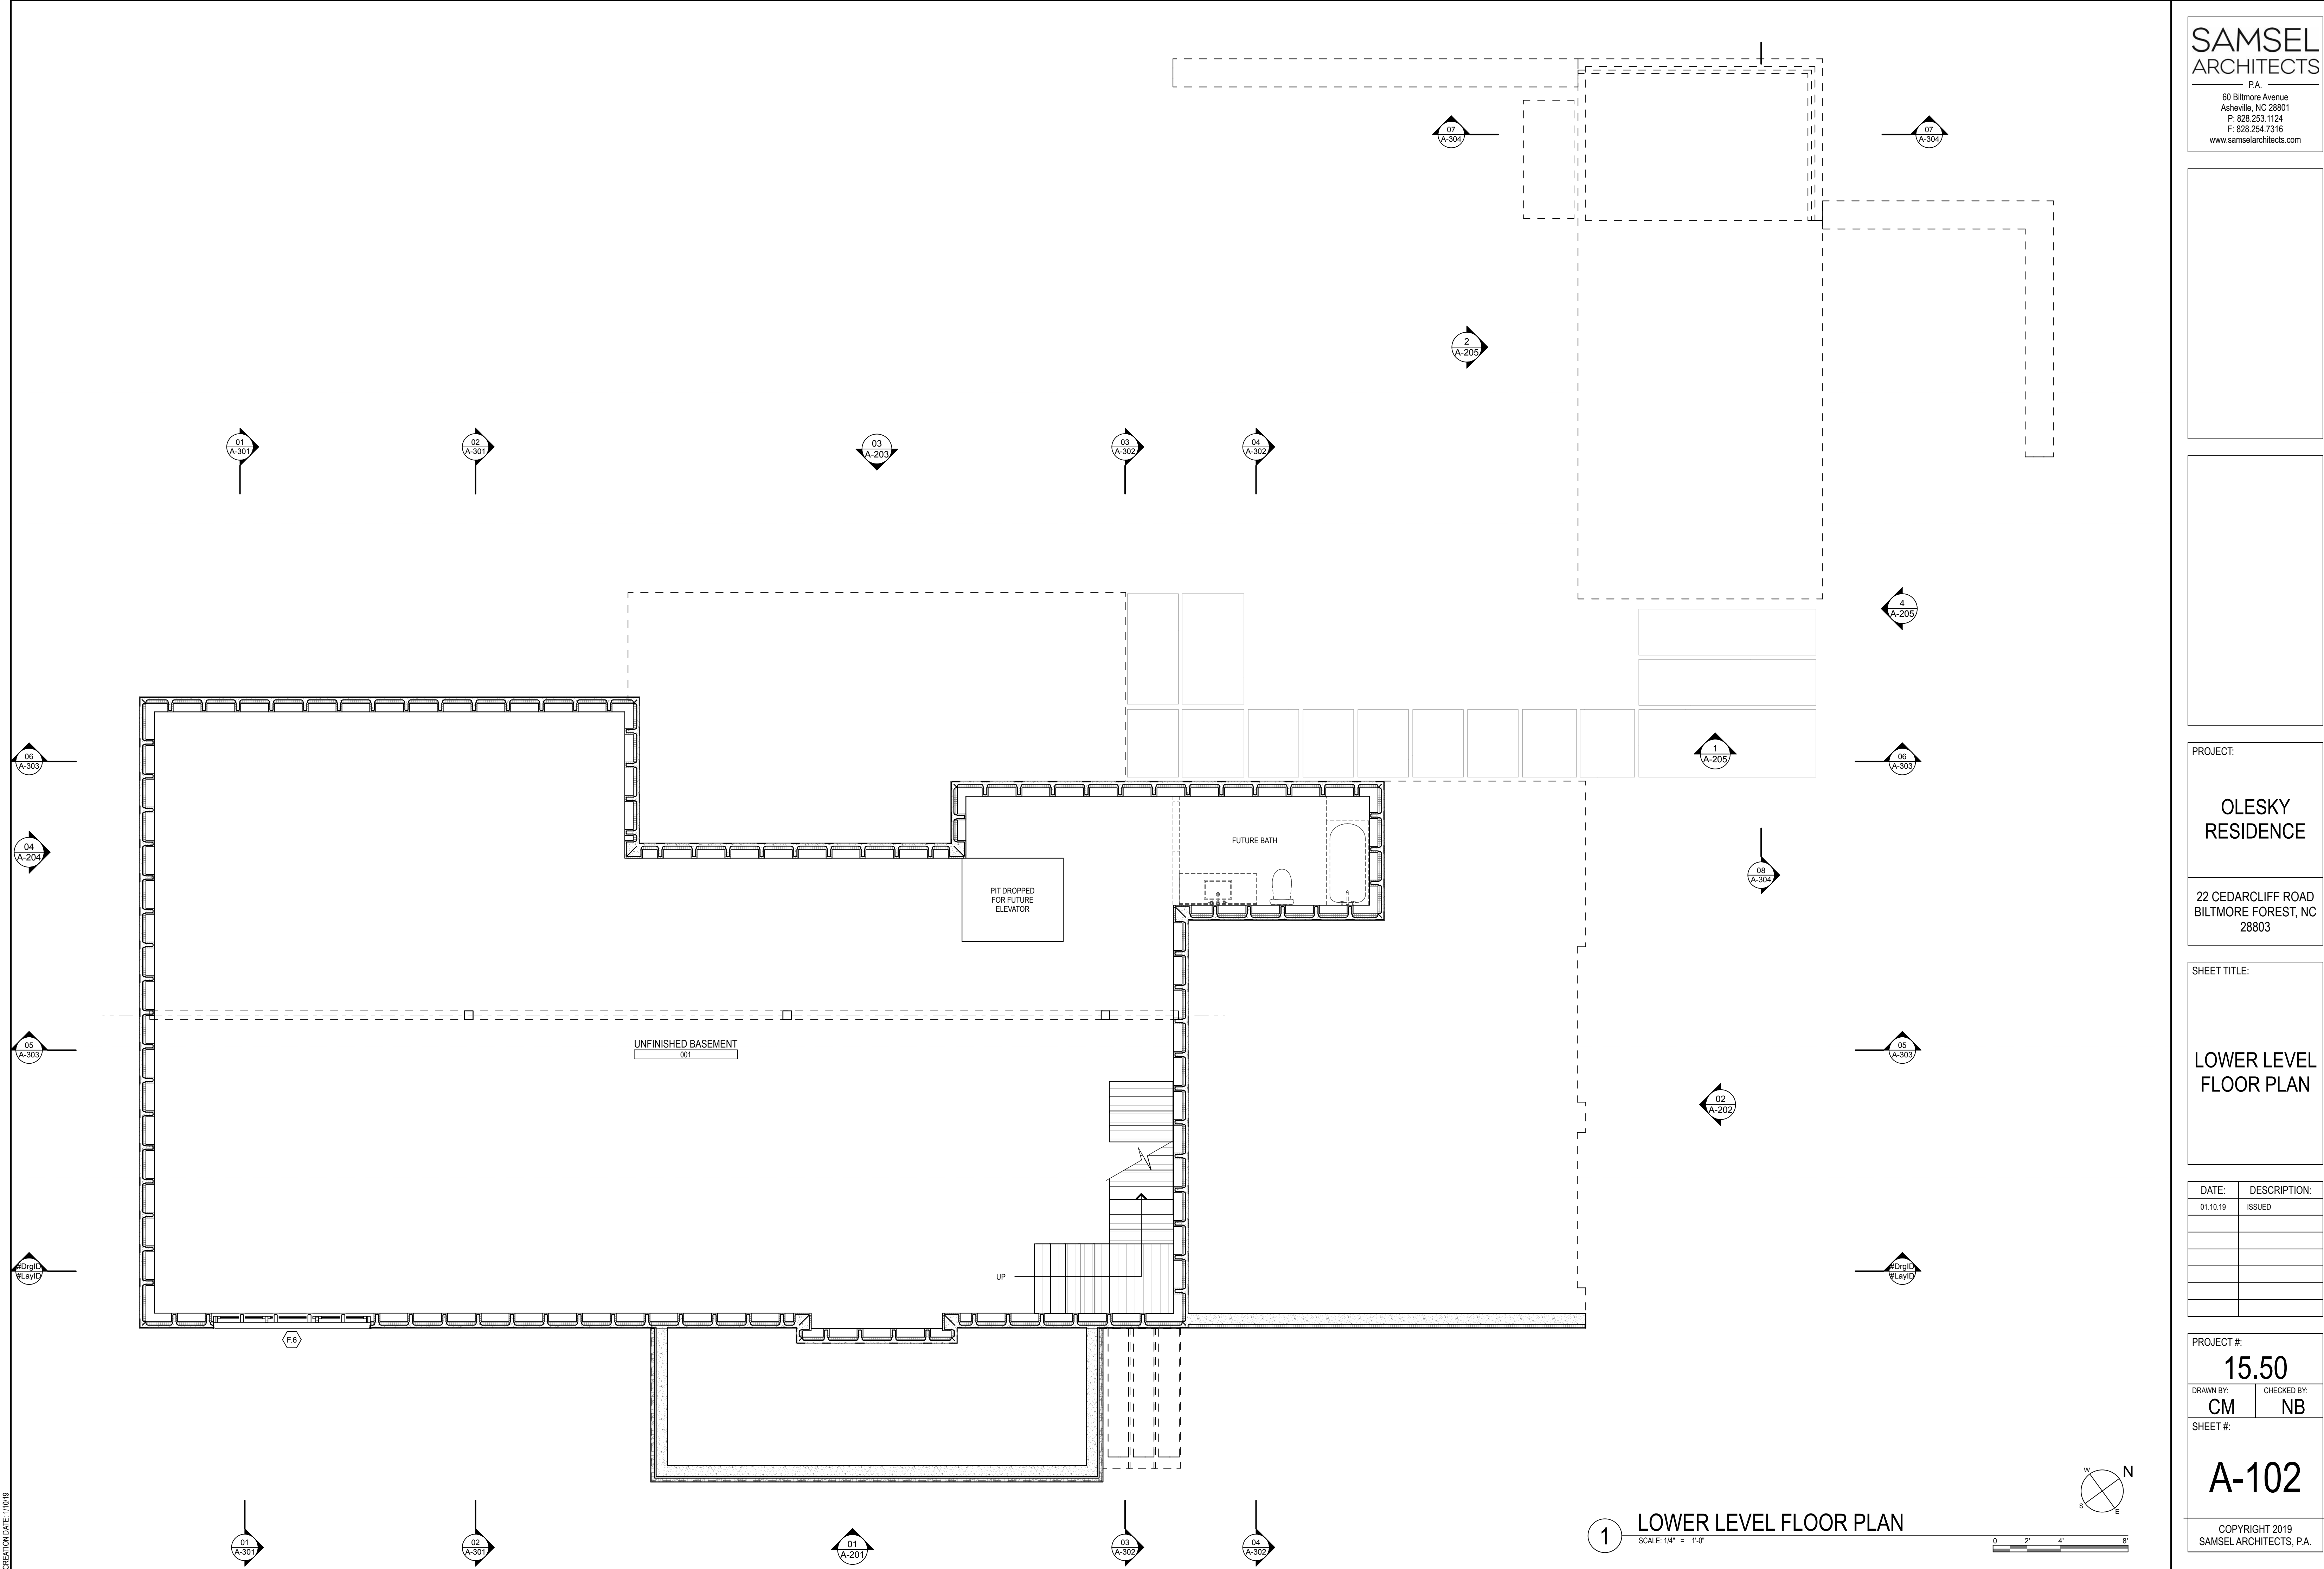 SAMSEL
ARCHITECTS
P.A.
60 Biltmore Avenue
Asheville, NC 28801
P: 828.253.1124
F: 828.254.7316
www.samselarchitects.com
07
A-304
07
A-304
2
A-205
01
A-301
02
A-301
03
A-203
03
A-302
04
A-302
4
A-205
06
A-303
1
A-205
06
A-303
04
A-204
FUTURE BATH
08
A-304
PIT DROPPED
FOR FUTURE
ELEVATOR
05
A-303
UNFINISHED BASEMENT
001
05
A-303
02
A-202
UP
#DrgID
#LayID
#DrgID
#LayID
F.6
01
A-301
02
A-301
01
A-201
03
A-302
04
A-302
1
LOWER LEVEL FLOOR PLAN
SCALE: 1/4" = 1'-0"
0 2' 4' 8'
W
N
S
E
CREATION DATE: 1/10/19
PROJECT:
OLESKY
RESIDENCE
22 CEDARCLIFF ROAD
BILTMORE FOREST, NC
28803
SHEET TITLE:
LOWER LEVEL
FLOOR PLAN
DATE: DESCRIPTION:
01.10.19 ISSUED
PROJECT #:
15.50
DRAWN BY: CHECKED BY:
CM NB
SHEET #:
A-102
COPYRIGHT 2019
SAMSEL ARCHITECTS, P.A.